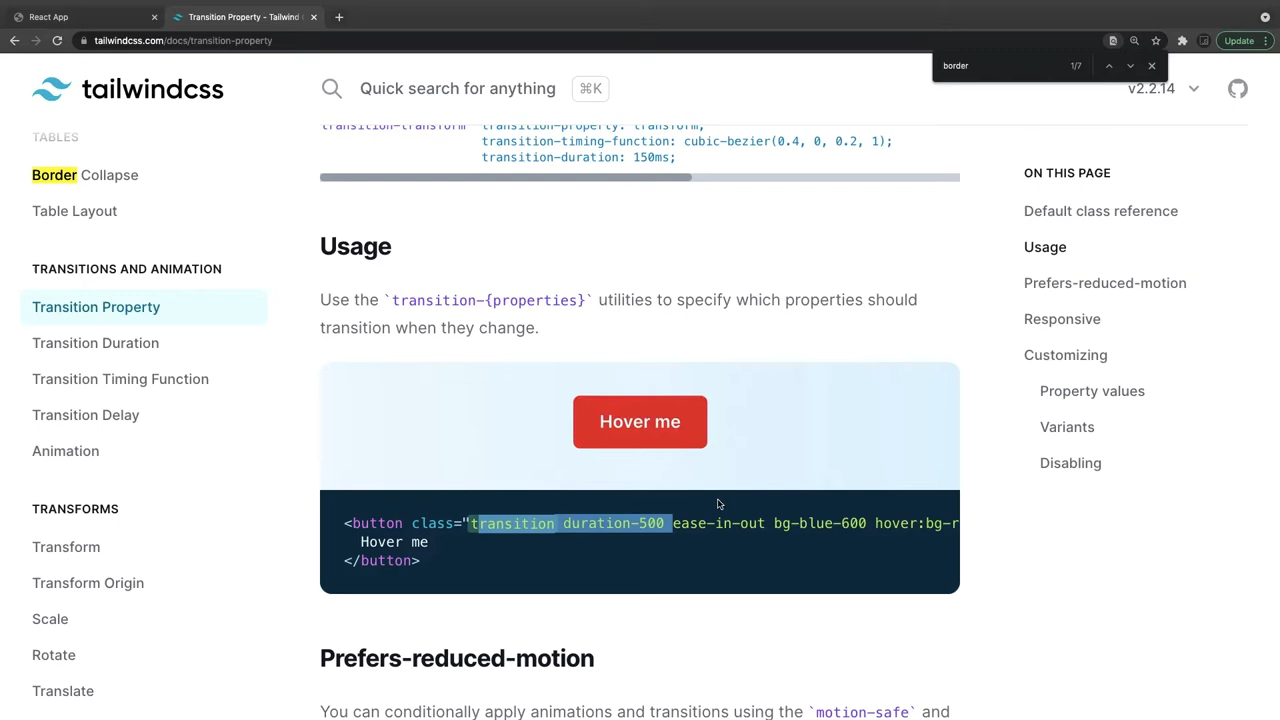 React App
Transition Property - Tailwind
tailwindcss.com/docs/transition-property
Update
border
1/7
tailwindcss
Quick search for anything
⌘K
v2.2.14
TABLES
Border Collapse
Table Layout
TRANSITIONS AND ANIMATION
Transition Property
Transition Duration
Transition Timing Function
Transition Delay
Animation
TRANSFORMS
Transform
Transform Origin
Scale
Rotate
Translate
transition-transform transition-property: transform;
transition-timing-function: cubic-bezier(0.4, 0, 0.2, 1);
transition-duration: 150ms;
Usage
Use the `transition-{properties}` utilities to specify which properties should
transition when they change.
Hover me
<button class="transition duration-500 ease-in-out bg-blue-600 hover:bg-r
Hover me
</button>
Prefers-reduced-motion
You can conditionally apply animations and transitions using the `motion-safe` and
ON THIS PAGE
Default class reference
Usage
Prefers-reduced-motion
Responsive
Customizing
Property values
Variants
Disabling